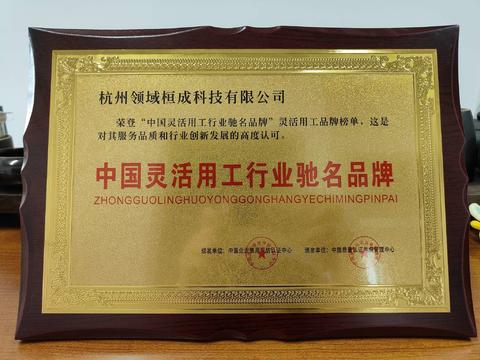 杭州领域桓成科技有限公司
荣登“中国灵活用工行业驰名品牌”灵活用工品牌榜单，这是
对其服务品质和行业创新发展的高度认可。
中国灵活用工行业驰名品牌
ZHONGGUOLINGHUOYONGGONGHANGYECHIMINGPINPAI